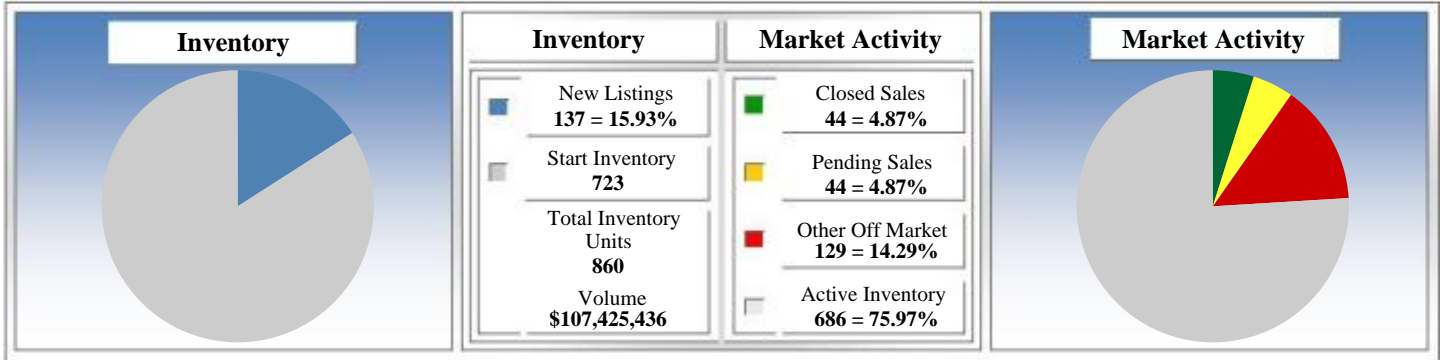 Inventory
Inventory
Market Activity
New Listings
137 = 15.93%
Start Inventory
723
Total Inventory
Units
860
Volume
$107,425,436
Closed Sales
44 = 4.87%
Pending Sales
44 = 4.87%
Other Off Market
129 = 14.29%
Active Inventory
686 = 75.97%
Market Activity